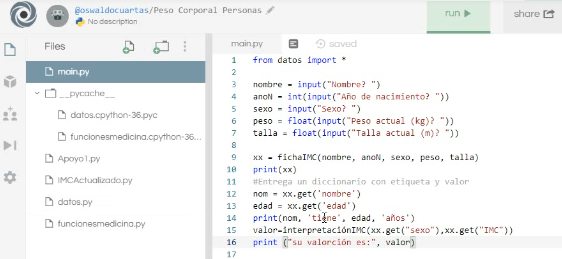 @oswaldocuartas/Peso Corporal Personas
No description
run
share
Files
main.py
__pycache__
datos.cpython-36.pyc
funcionesmedicina.cpython-36...
Apoyo1.py
IMCActualizado.py
datos.py
funcionesmedicina.py
main.py
saved
1 from datos import *
2
3 nombre = input("Nombre? ")
4 anoN = int(input("Año de nacimiento? "))
5 sexo = input("Sexo? ")
6 peso = float(input("Peso actual (kg)? "))
7 talla = float(input("Talla actual (m)? "))
8
9 xx = fichaIMC(nombre, anoN, sexo, peso, talla)
10 print(xx)
11 #Entrega un diccionario con etiqueta y valor
12 nom = xx.get('nombre')
13 edad = xx.get('edad')
14 print(nom, 'tiene', edad, 'años')
15 valor=interpretaciónIMC(xx.get("sexo"),xx.get("IMC"))
16 print ("su valorción es:", valor)
17